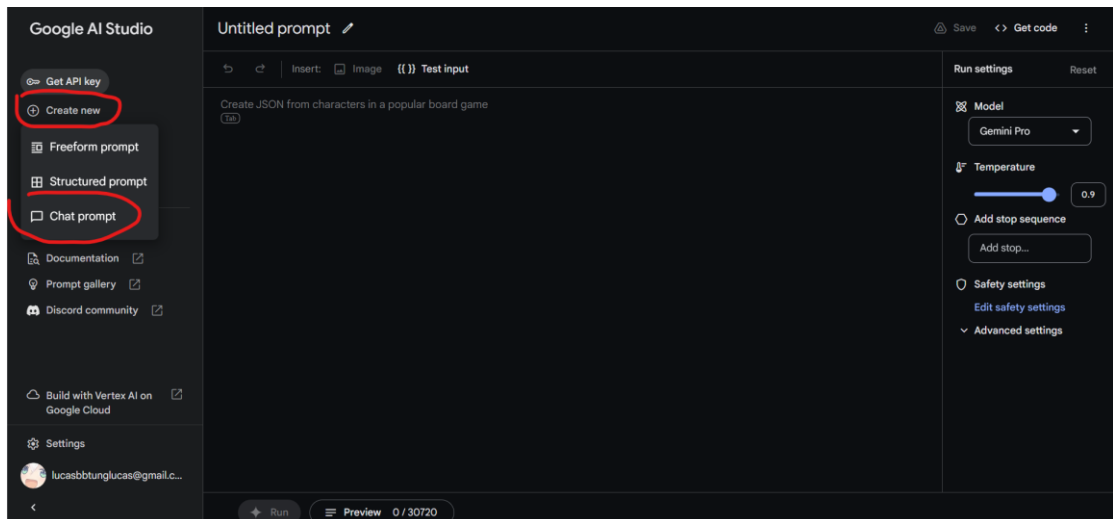 Google AI Studio
Get API key
Create new
Freeform prompt
Structured prompt
Chat prompt
Documentation
Prompt gallery
Discord community
Build with Vertex AI on
Google Cloud
Settings
lucasbbtunglucas@gmail.c...
Untitled prompt
Save <> Get code
Insert: Image {{ }} Test input
Create JSON from characters in a popular board game
Tab
Run Preview 0 / 30720
Run settings Reset
Model
Gemini Pro
Temperature
0.9
Add stop sequence
Add stop...
Safety settings
Edit safety settings
Advanced settings